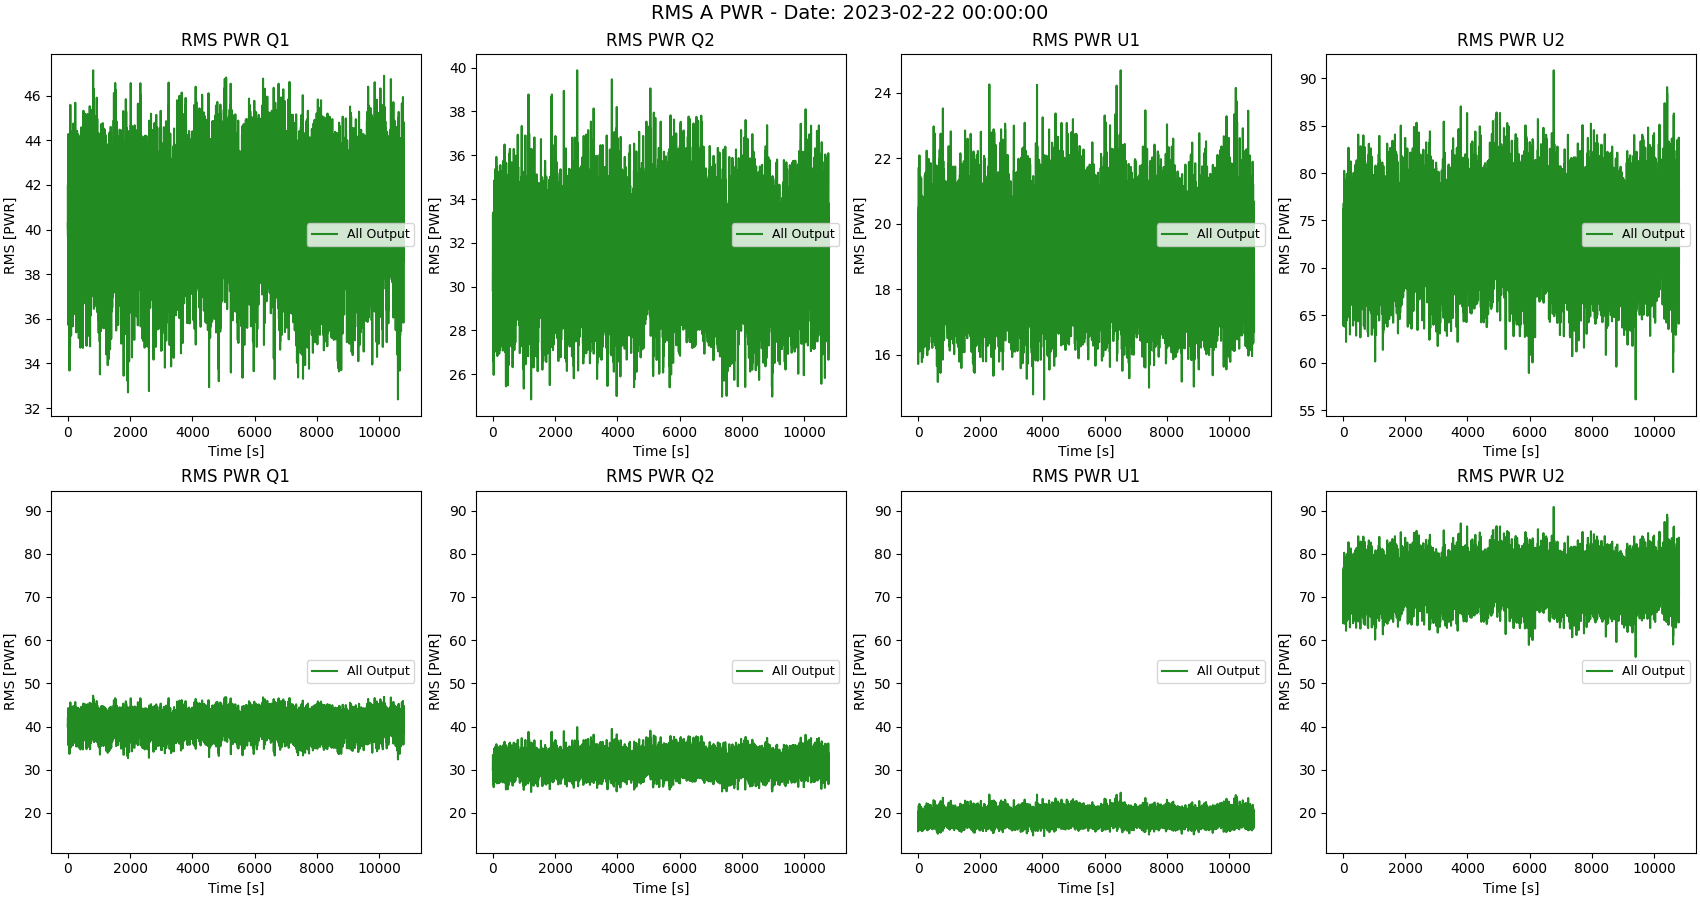 RMS A PWR - Date: 2023-02-22 00:00:00
RMS PWR Q1
RMS [PWR]
46
44
42
40
38
36
34
32
0 2000 4000 6000 8000 10000
Time [s]
All Output
RMS PWR Q2
RMS [PWR]
40
38
36
34
32
30
28
26
0 2000 4000 6000 8000 10000
Time [s]
All Output
RMS PWR U1
RMS [PWR]
24
22
20
18
16
0 2000 4000 6000 8000 10000
Time [s]
All Output
RMS PWR U2
RMS [PWR]
90
85
80
75
70
65
60
55
0 2000 4000 6000 8000 10000
Time [s]
All Output
RMS PWR Q1
RMS [PWR]
90
80
70
60
50
40
30
20
0 2000 4000 6000 8000 10000
Time [s]
All Output
RMS PWR Q2
RMS [PWR]
90
80
70
60
50
40
30
20
0 2000 4000 6000 8000 10000
Time [s]
All Output
RMS PWR U1
RMS [PWR]
90
80
70
60
50
40
30
20
0 2000 4000 6000 8000 10000
Time [s]
All Output
RMS PWR U2
RMS [PWR]
90
80
70
60
50
40
30
20
0 2000 4000 6000 8000 10000
Time [s]
All Output